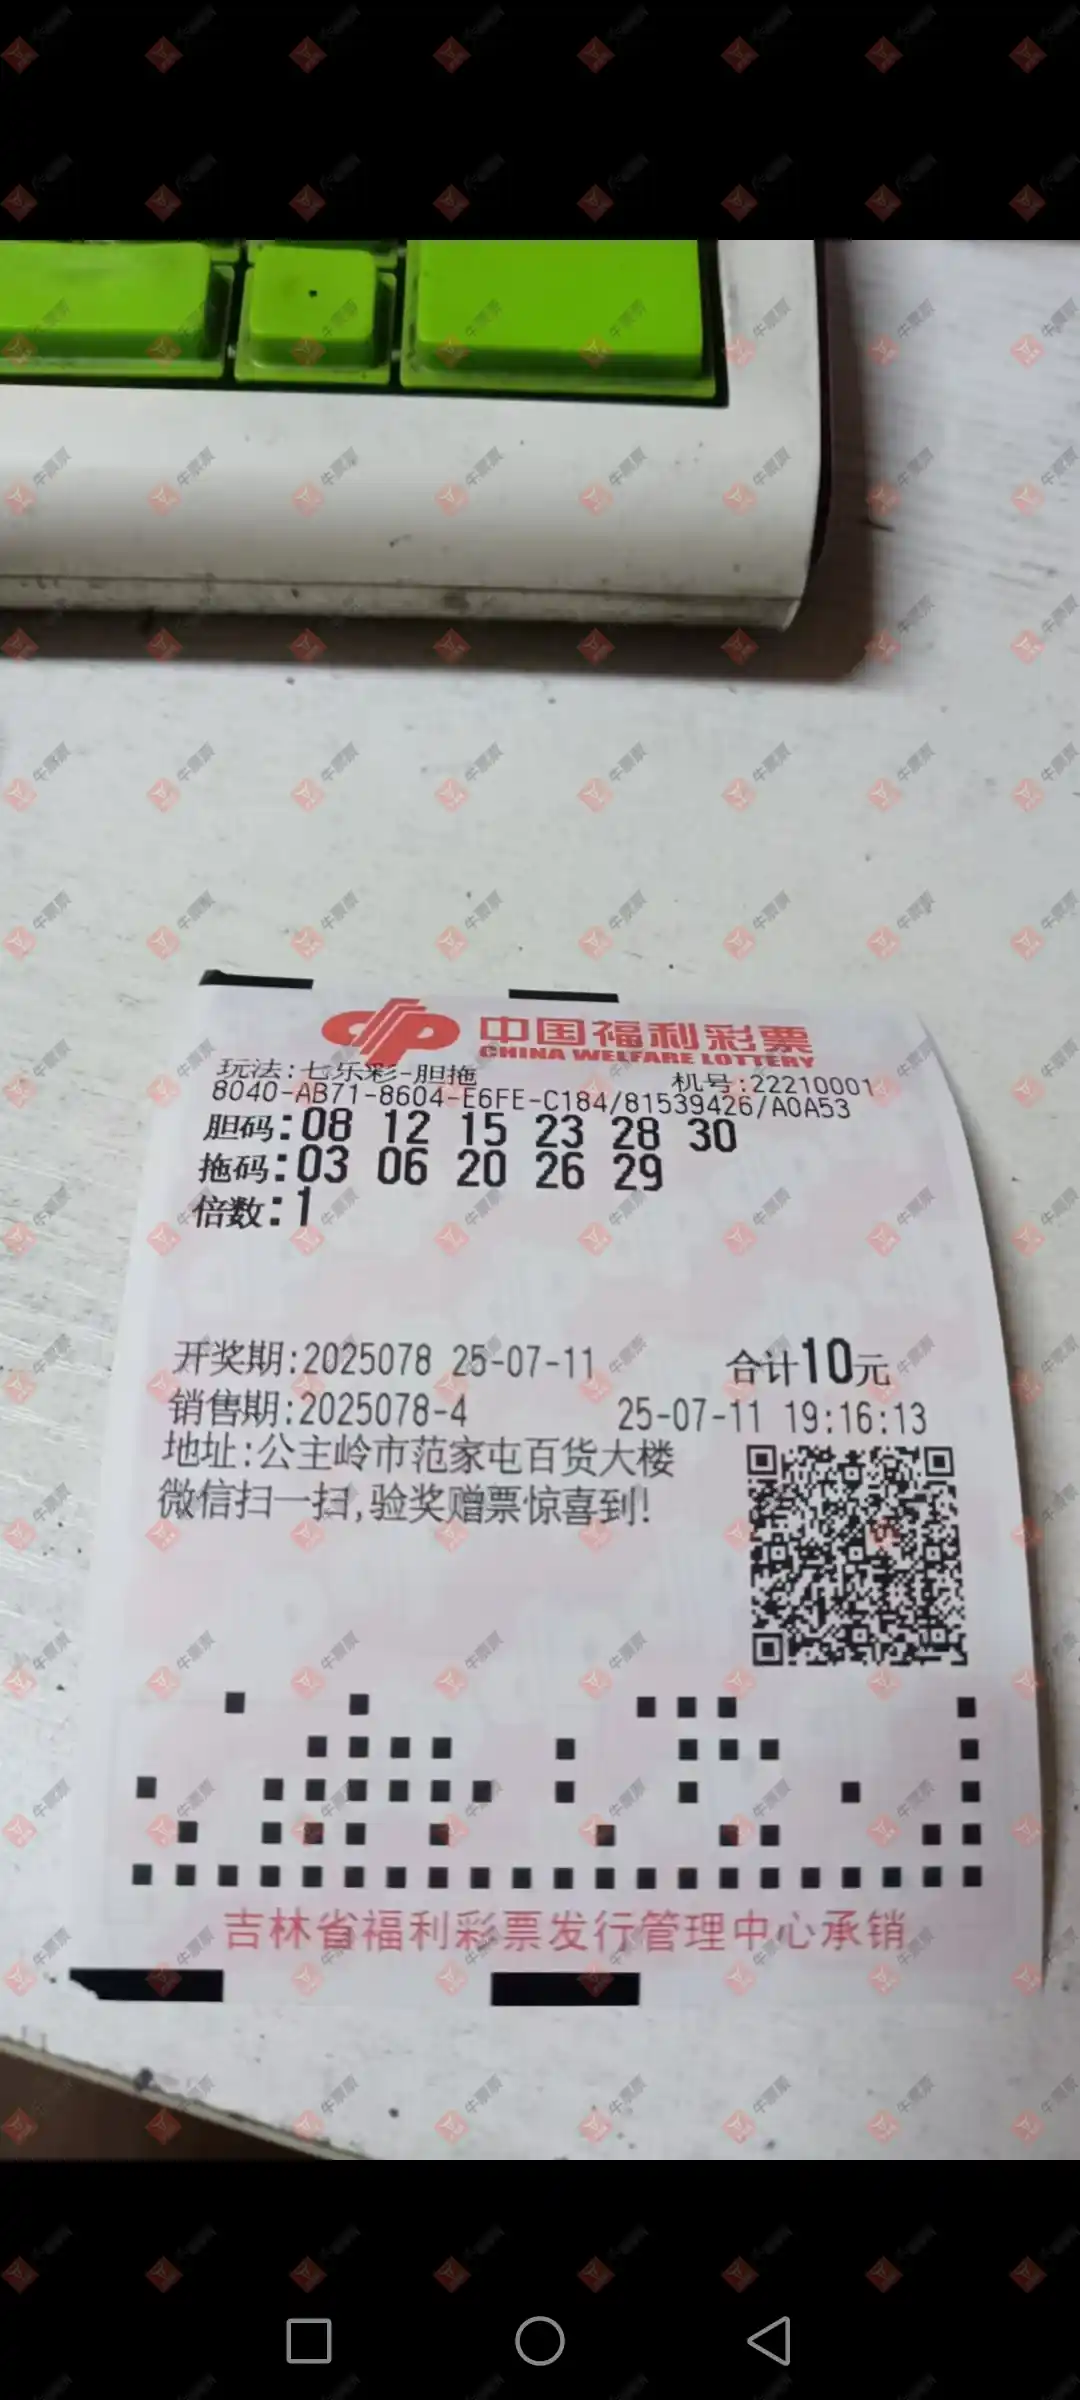 中国福利彩票
CHINA WELFARE LOTTERY
玩法:七乐彩-胆拖 机号:22210001
8040-AB71-8604-E6FE-C184/81539426/A0A53
胆码:08 12 15 23 28 30
拖码:03 06 20 26 29
倍数:1
开奖期:2025078 25-07-11 合计10元
销售期:2025078-4 25-07-11 19:16:13
地址:公主岭市范家屯百货大楼
微信扫一扫,验奖赠票惊喜到!
吉林省福利彩票发行管理中心承销